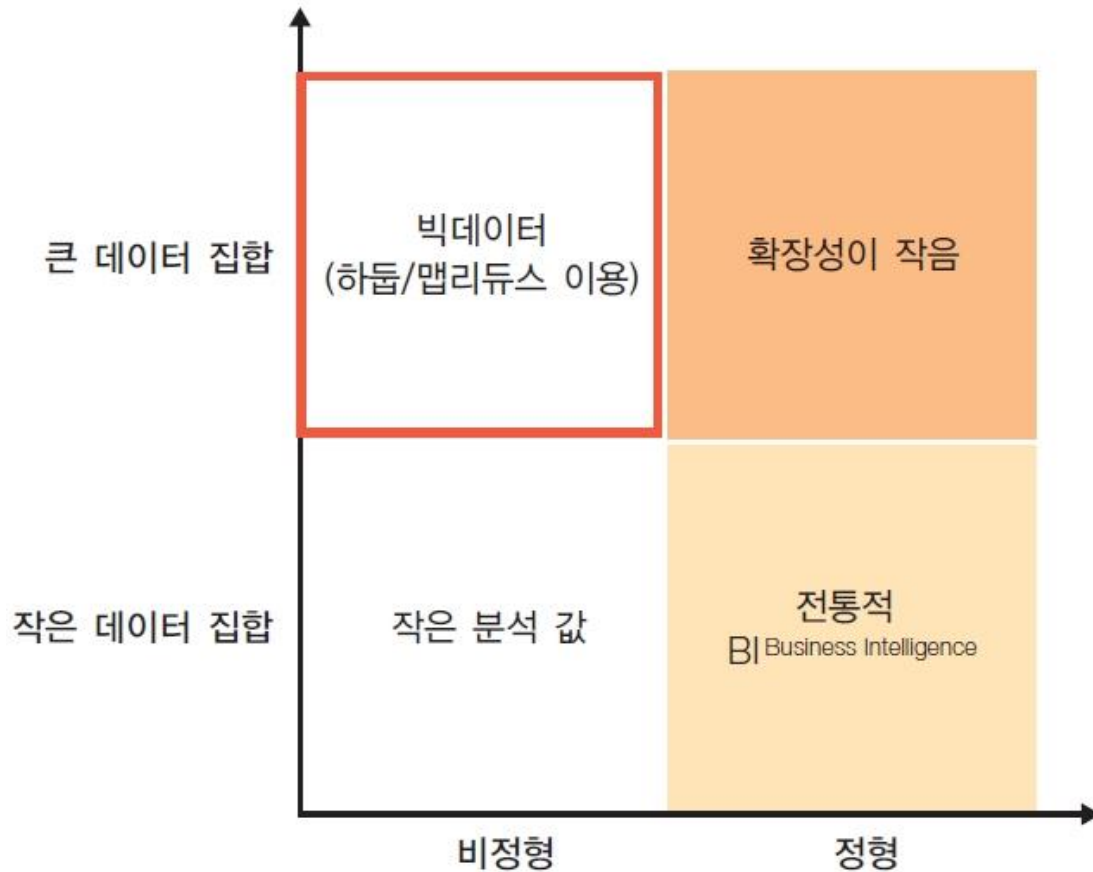 큰 데이터 집합
빅데이터
(하둡/맵리듀스 이용)
확장성이 작음
작은 데이터 집합
작은 분석 값
전통적
BI Business Intelligence
비정형
정형